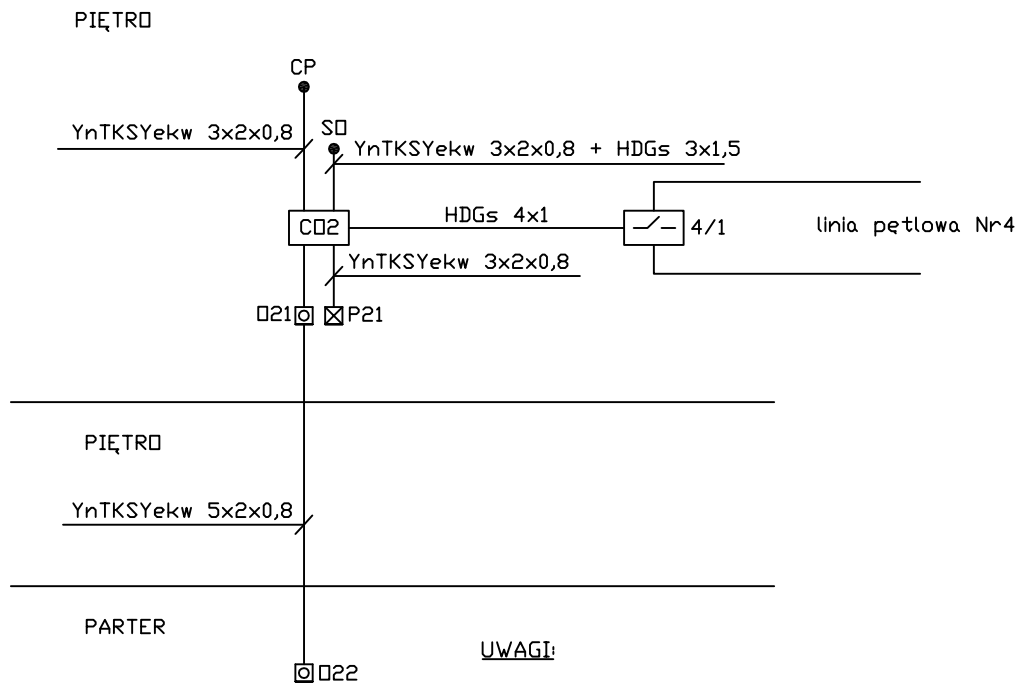 PIĘTRO
CP
YnTKSYekw 3x2x0,8
SO
YnTKSYekw 3x2x0,8 + HDGs 3x1,5
CO2
HDGs 4x1
4/1
linia pętlowa Nr4
YnTKSYekw 3x2x0,8
O21
P21
PIĘTRO
YnTKSYekw 5x2x0,8
PARTER
UWAGI:
O22